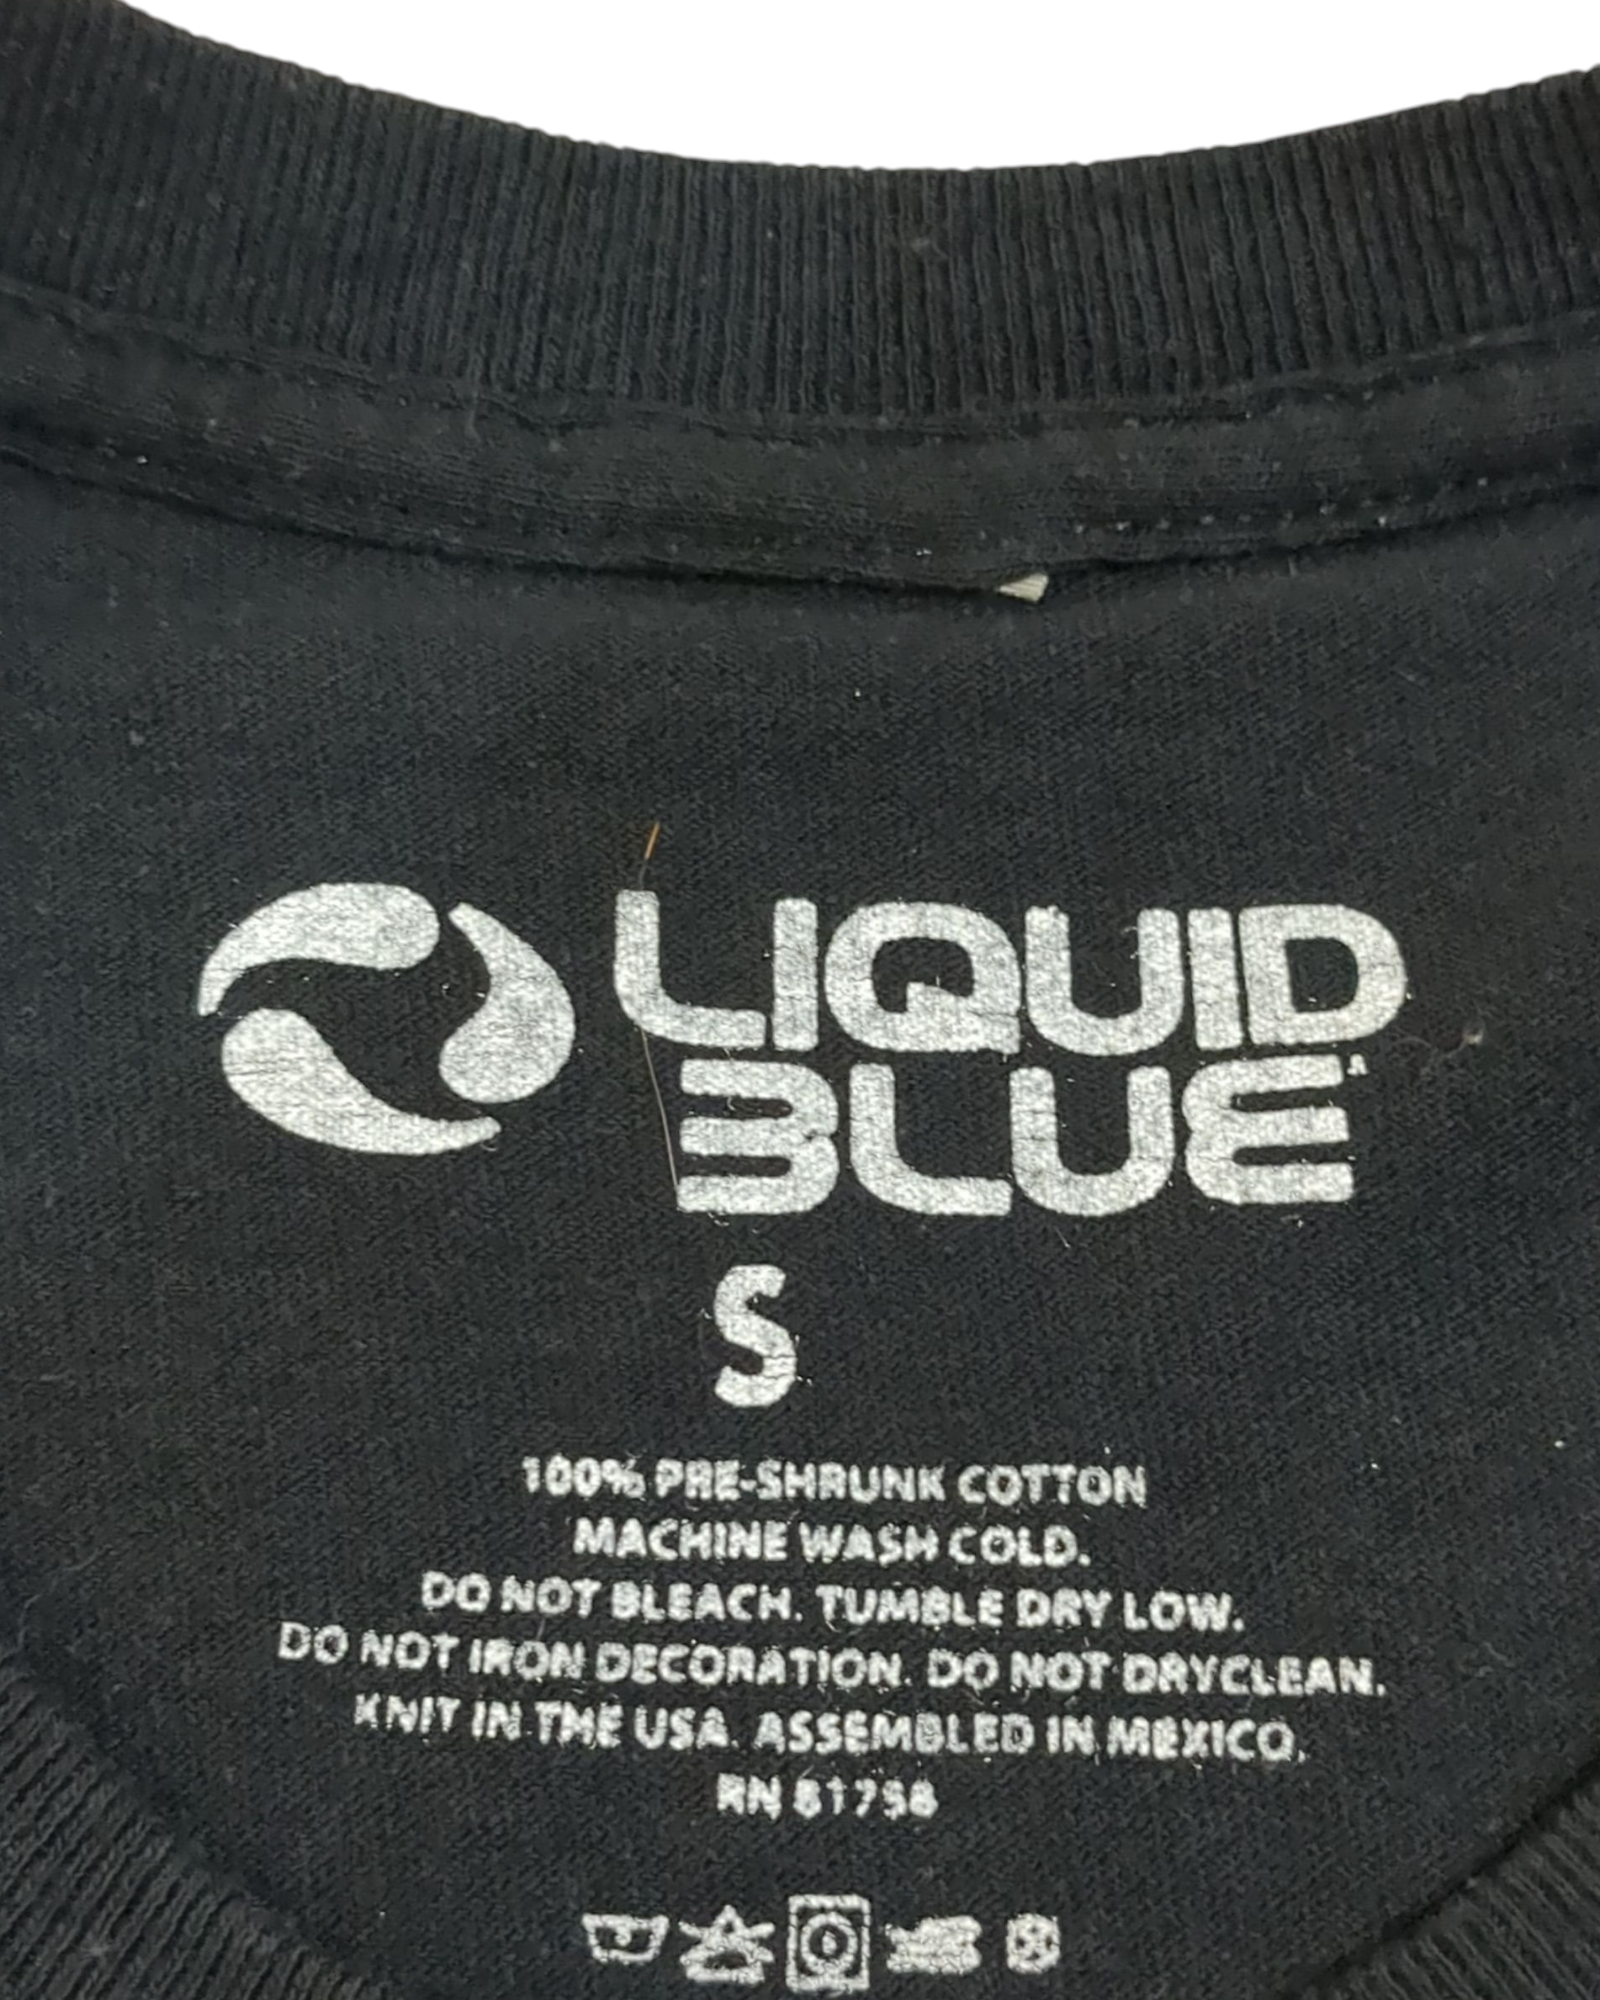 LIQUID
BLUE
S
100% PRE-SHRUNK COTTON
MACHINE WASH COLD.
DO NOT BLEACH. TUMBLE DRY LOW.
DO NOT IRON DECORATION. DO NOT DRYCLEAN.
KNIT IN THE USA. ASSEMBLED IN MEXICO.
RN 81758